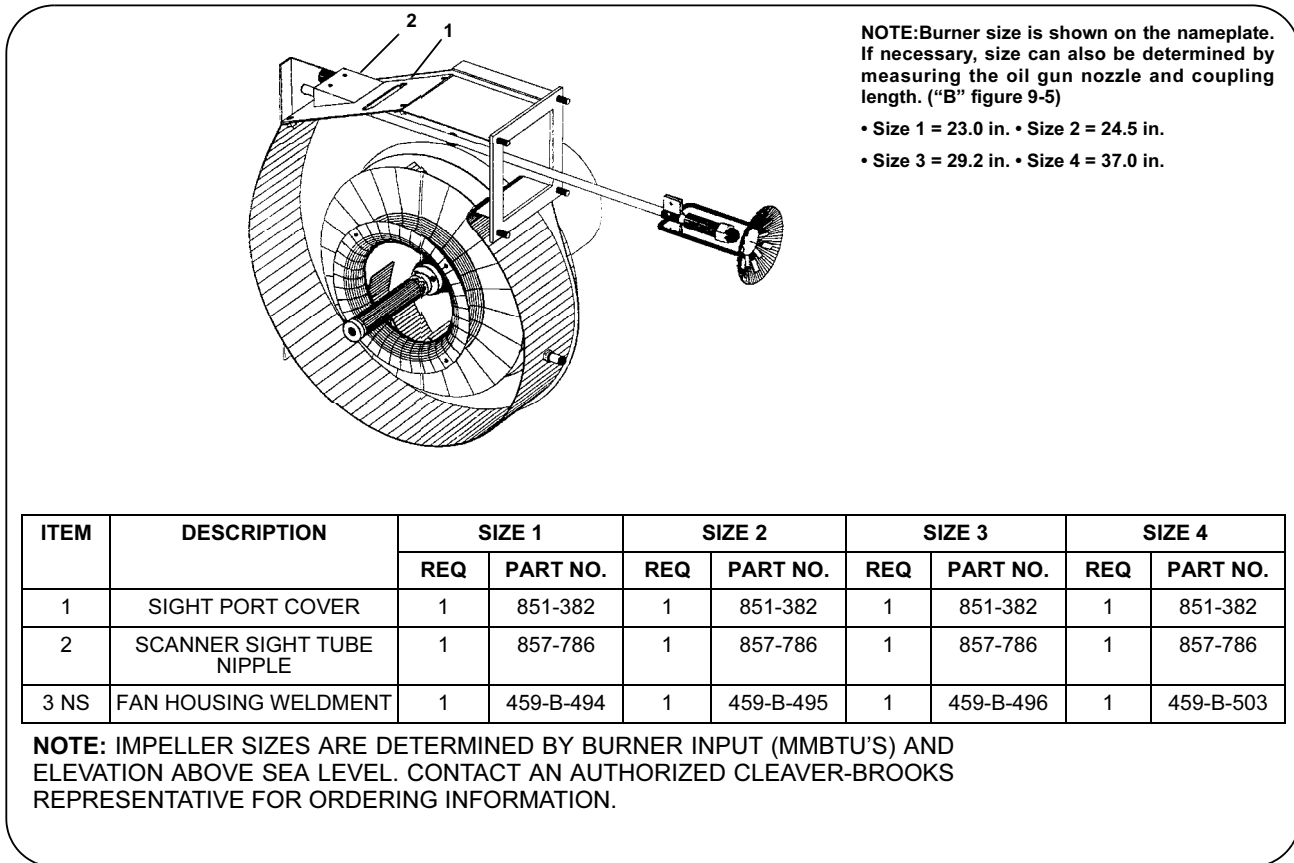 2
1
NOTE:Burner size is shown on the nameplate.
If necessary, size can also be determined by
measuring the oil gun nozzle and coupling
length. (“B” figure 9-5)
• Size 1 = 23.0 in. • Size 2 = 24.5 in.
• Size 3 = 29.2 in. • Size 4 = 37.0 in.
ITEM DESCRIPTION SIZE 1 SIZE 2 SIZE 3 SIZE 4
REQ PART NO. REQ PART NO. REQ PART NO. REQ PART NO.
1 SIGHT PORT COVER 1 851-382 1 851-382 1 851-382 1 851-382
2 SCANNER SIGHT TUBE 1 857-786 1 857-786 1 857-786 1 857-786
NIPPLE
3 NS FAN HOUSING WELDMENT 1 459-B-494 1 459-B-495 1 459-B-496 1 459-B-503
NOTE: IMPELLER SIZES ARE DETERMINED BY BURNER INPUT (MMBTU’S) AND
ELEVATION ABOVE SEA LEVEL. CONTACT AN AUTHORIZED CLEAVER-BROOKS
REPRESENTATIVE FOR ORDERING INFORMATION.